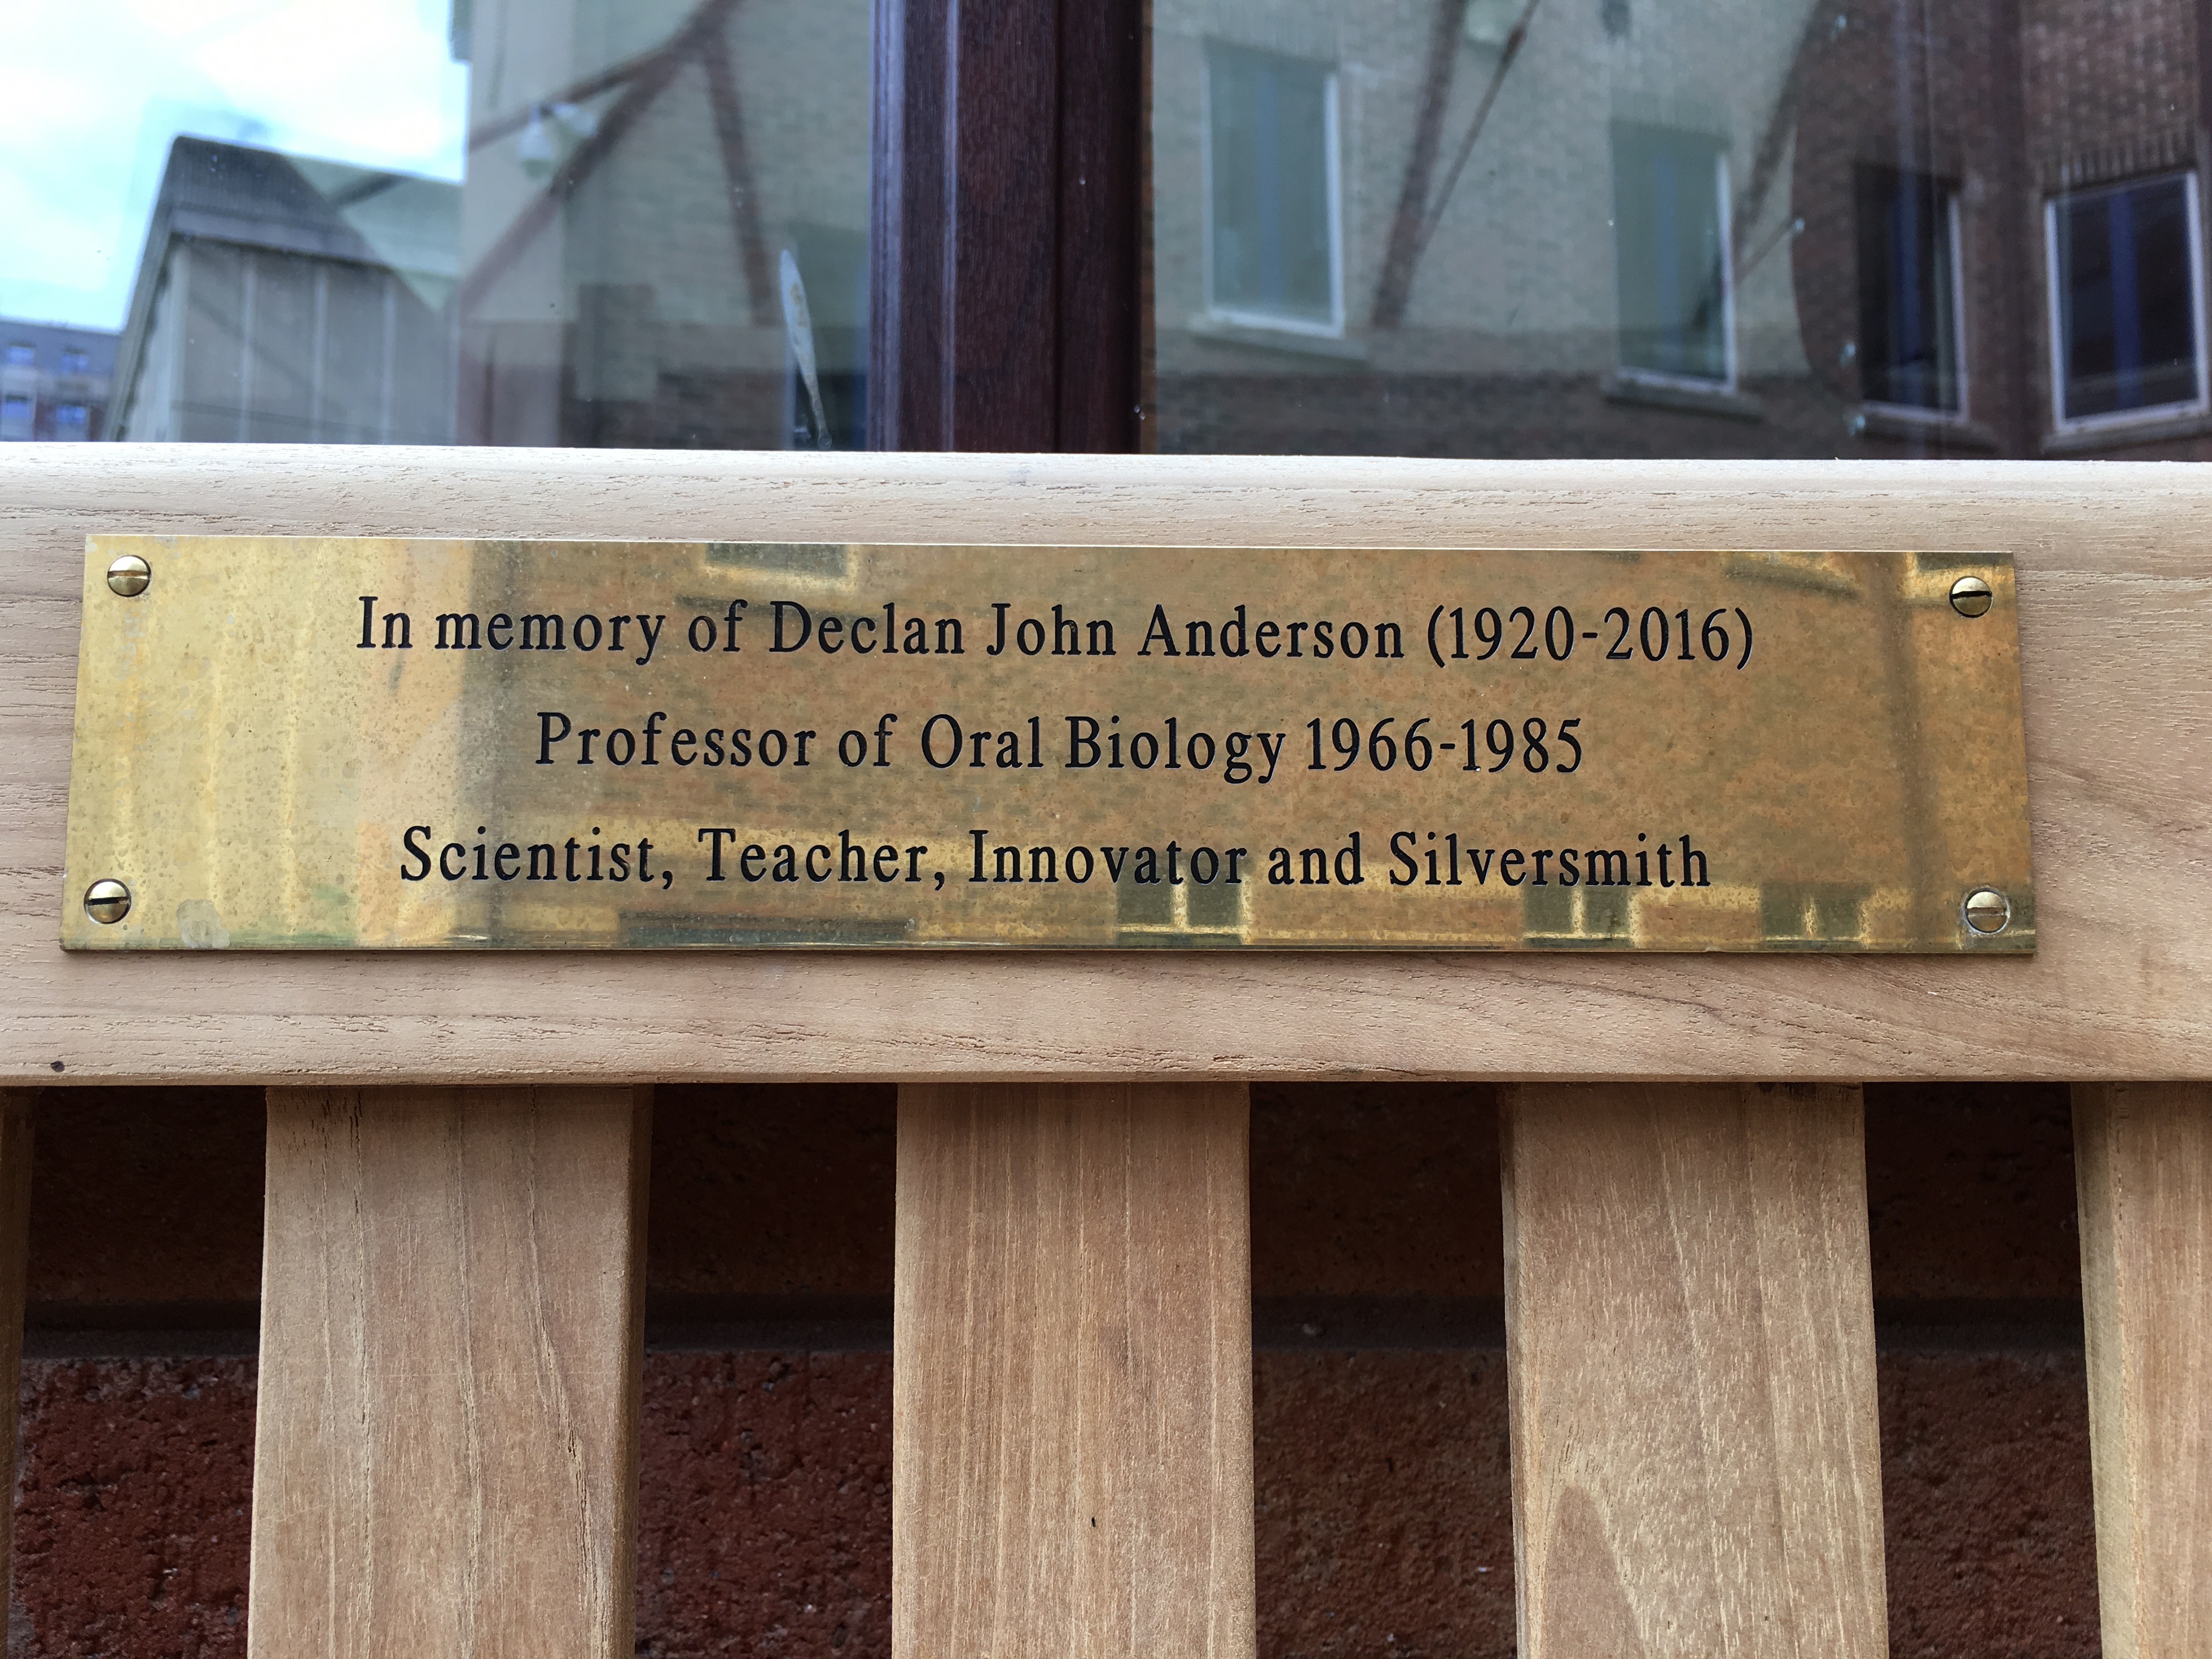 In memory of Declan John Anderson (1920-2016)
Professor of Oral Biology 1966-1985
Scientist, Teacher, Innovator and Silversmith